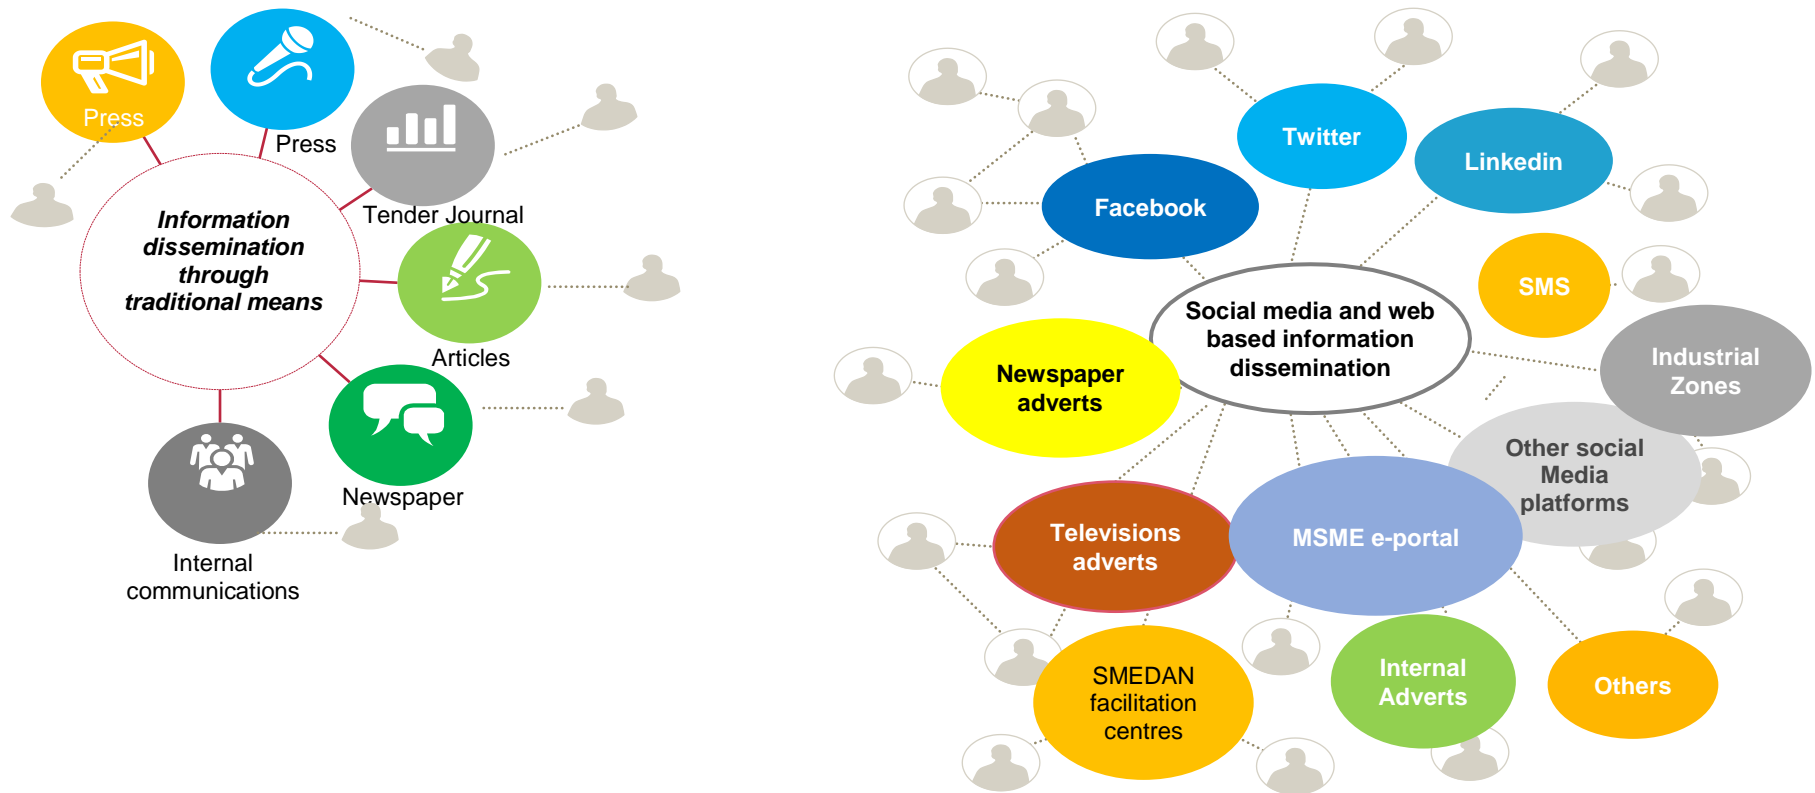 Press
Press
Tender Journal
Information
dissemination
through
traditional means
Articles
Newspaper
Internal
communications
Twitter
Linkedin
Facebook
SMS
Social media and web
based information
dissemination
Industrial
Zones
Newspaper
adverts
Other social
Media
platforms
Televisions
adverts
MSME e-portal
SMEDAN
facilitation
centres
Internal
Adverts
Others